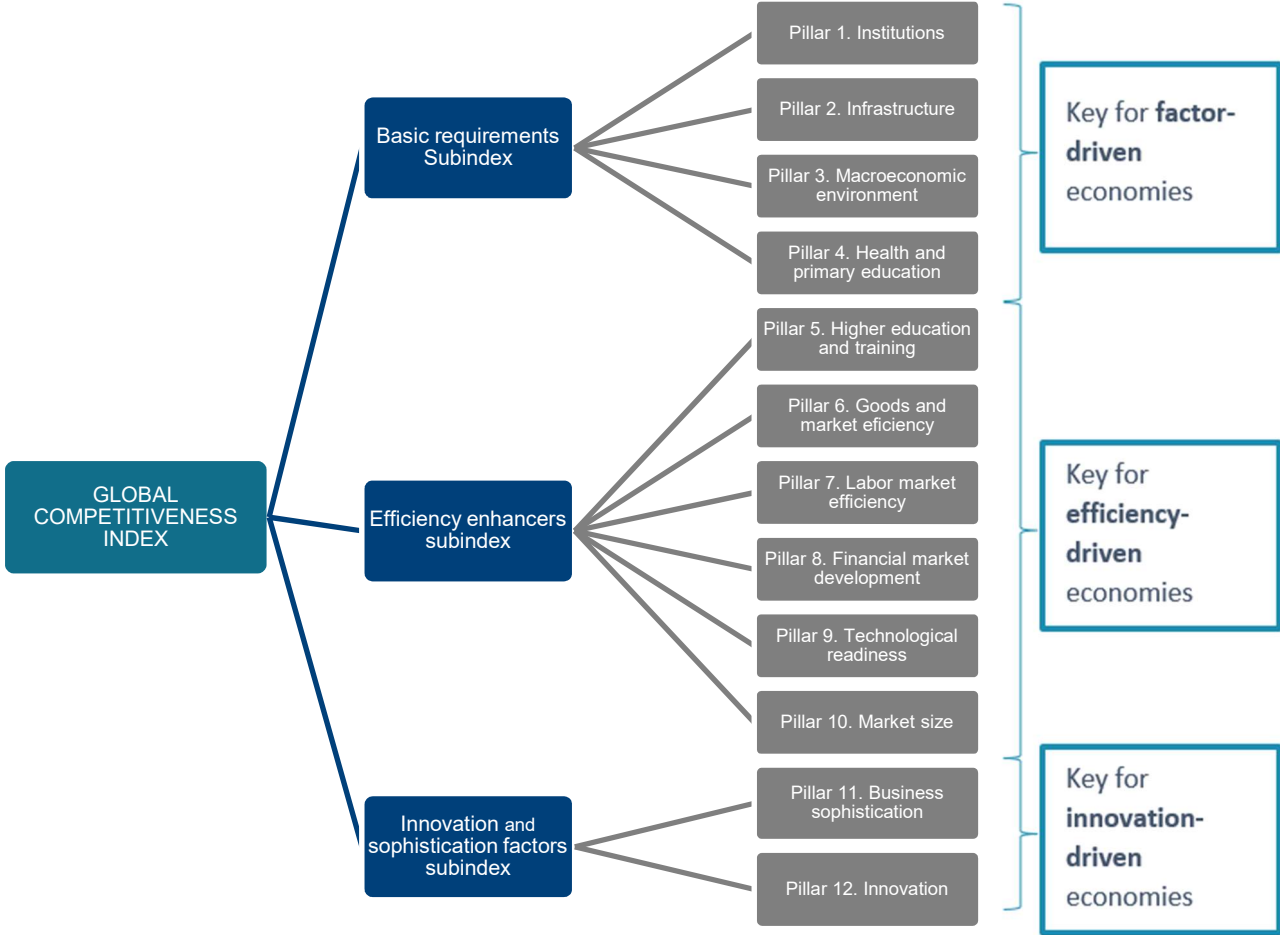 GLOBAL
COMPETITIVENESS
INDEX
Basic requirements
Subindex
Efficiency enhancers
subindex
Innovation and
sophistication factors
subindex
Pillar 1. Institutions
Pillar 2. Infrastructure
Pillar 3. Macroeconomic
environment
Pillar 4. Health and
primary education
Pillar 5. Higher education
and training
Pillar 6. Goods and
market eficiency
Pillar 7. Labor market
efficiency
Pillar 8. Financial market
development
Pillar 9. Technological
readiness
Pillar 10. Market size
Pillar 11. Business
sophistication
Pillar 12. Innovation
Key for factor-
driven
economies
Key for
efficiency-
driven
economies
Key for
innovation-
driven
economies